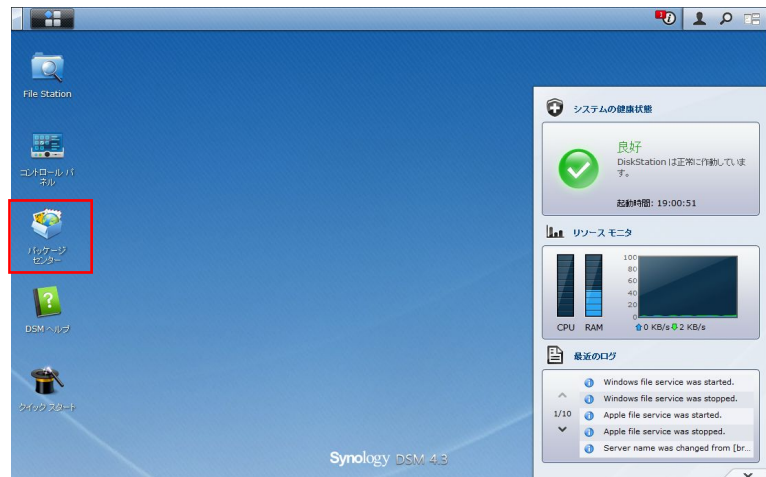 1
File Station
コントロール パ
ネル
パッケージ
センター
DSM ヘルプ
クイック スタート
システムの健康状態
良好
DiskStation は正常に作動していま
す。
起動時間: 19:00:51
リソース モニタ
100
80
60
40
20
0
CPU RAM 0 KB/s 2 KB/s
最近のログ
Windows file service was started.
Windows file service was stopped.
1/10 Apple file service was started.
Apple file service was stopped.
Server name was changed from [br...
Synology DSM 4.3